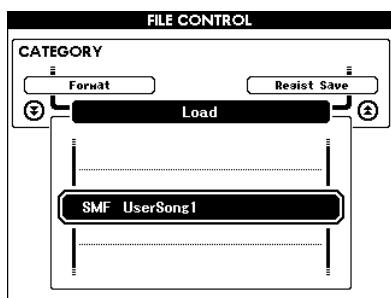 FILE CONTROL
CATEGORY
Format
Regist Save
Load
SMF UserSong1